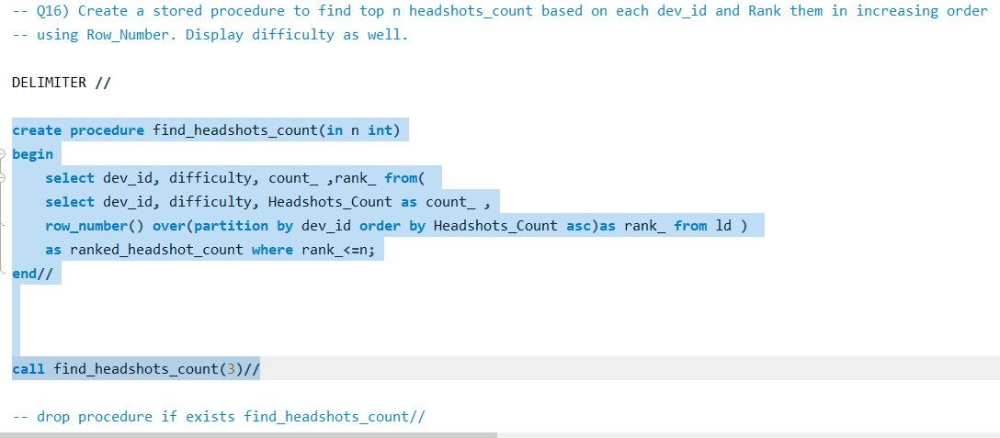 -- Q16) Create a stored procedure to find top n headshots_count based on each dev_id and Rank them in increasing order
-- using Row_Number. Display difficulty as well.
DELIMITER //
create procedure find_headshots_count(in n int)
begin
select dev_id, difficulty, count_ ,rank_ from(
select dev_id, difficulty, Headshots_Count as count_ ,
row_number() over(partition by dev_id order by Headshots_Count asc)as rank_ from ld )
as ranked_headshot_count where rank_<=n;
end//
call find_headshots_count(3)//
-- drop procedure if exists find_headshots_count//